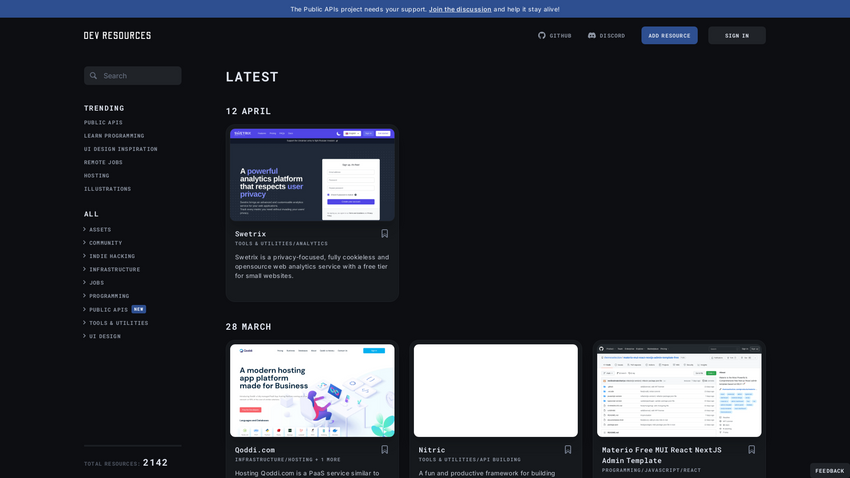 The Public APIs project needs your support. Join the discussion and help it stay alive!
DEV RESOURCES
GITHUB
DISCORD
ADD RESOURCE
SIGN IN
Search
TRENDING
PUBLIC APIS
LEARN PROGRAMMING
UI DESIGN INSPIRATION
REMOTE JOBS
HOSTING
ILLUSTRATIONS
ALL
ASSETS
COMMUNITY
INDIE HACKING
INFRASTRUCTURE
JOBS
PROGRAMMING
PUBLIC APIS NEW
TOOLS & UTILITIES
UI DESIGN
TOTAL RESOURCES: 2142
LATEST
12 APRIL
SWETRIX
A powerful
analytics platform
that respects user
privacy
Swetrix
TOOLS & UTILITIES/ANALYTICS
Swetrix is a privacy-focused, fully cookieless and
opensource web analytics service with a free tier
for small websites.
28 MARCH
Qoddi
A modern hosting
app platform
made for Business
Qoddi.com
INFRASTRUCTURE/HOSTING + 1 MORE
Hosting Qoddi.com is a PaaS service similar to
Nitric
TOOLS & UTILITIES/API BUILDING
A fun and productive framework for building
Materio Free MUI React NextJS
Admin Template
PROGRAMMING/JAVASCRIPT/REACT
FEEDBACK